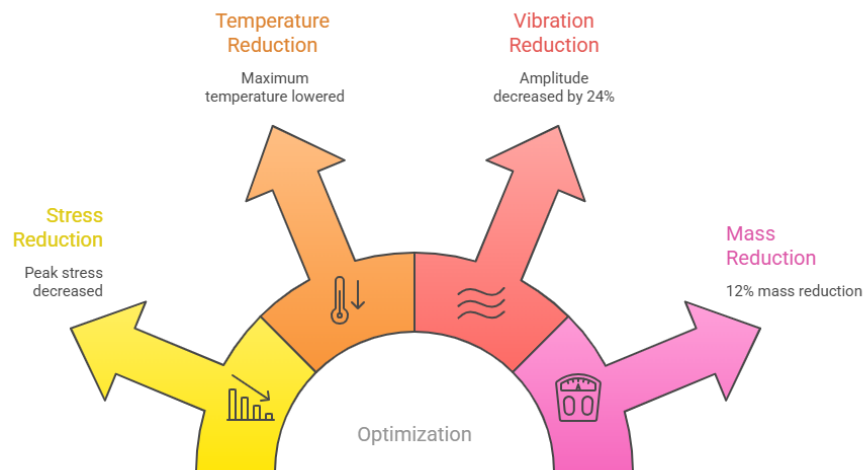 Temperature
Reduction
Maximum
temperature lowered
Vibration
Reduction
Amplitude
decreased by 24%
Stress
Reduction
Peak stress
decreased
Mass
Reduction
12% mass reduction
Optimization